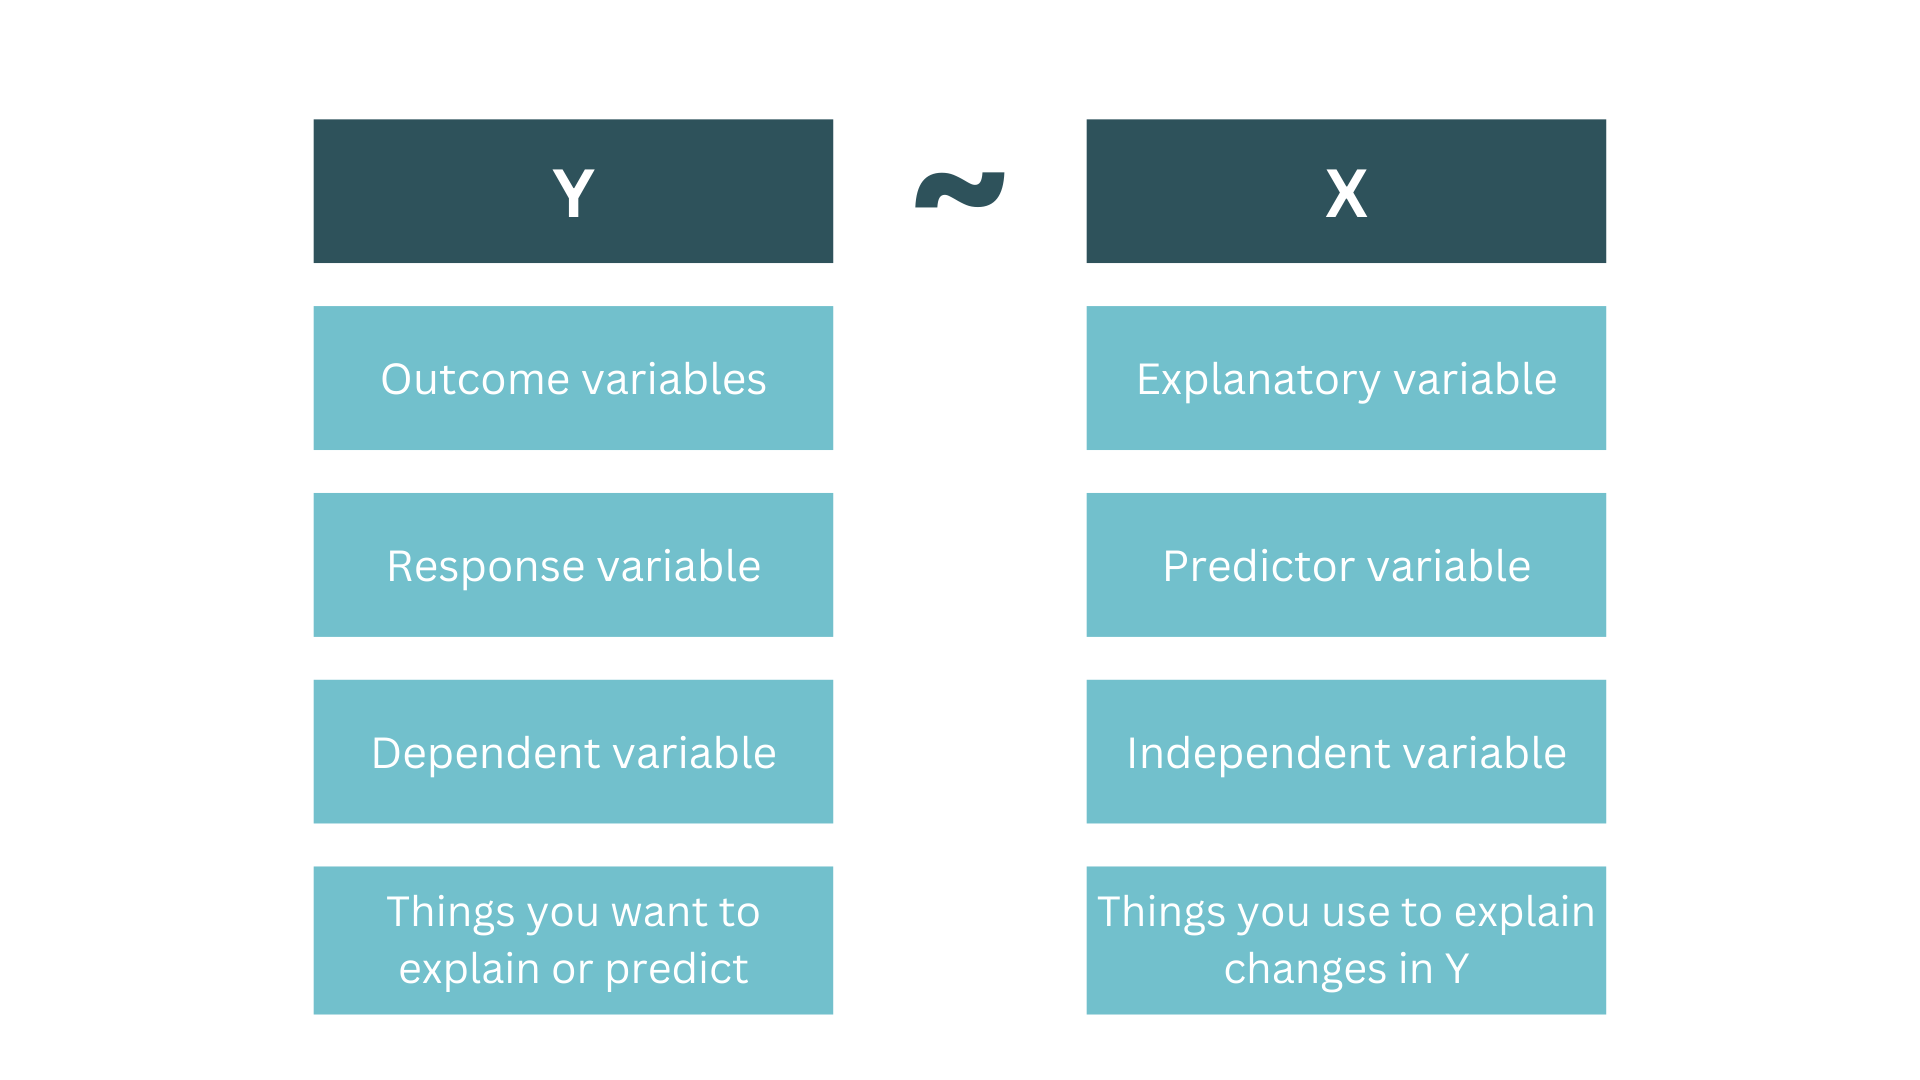 Y ~ X
Outcome variables
Explanatory variable
Response variable
Predictor variable
Dependent variable
Independent variable
Things you want to
explain or predict
Things you use to explain
changes in Y